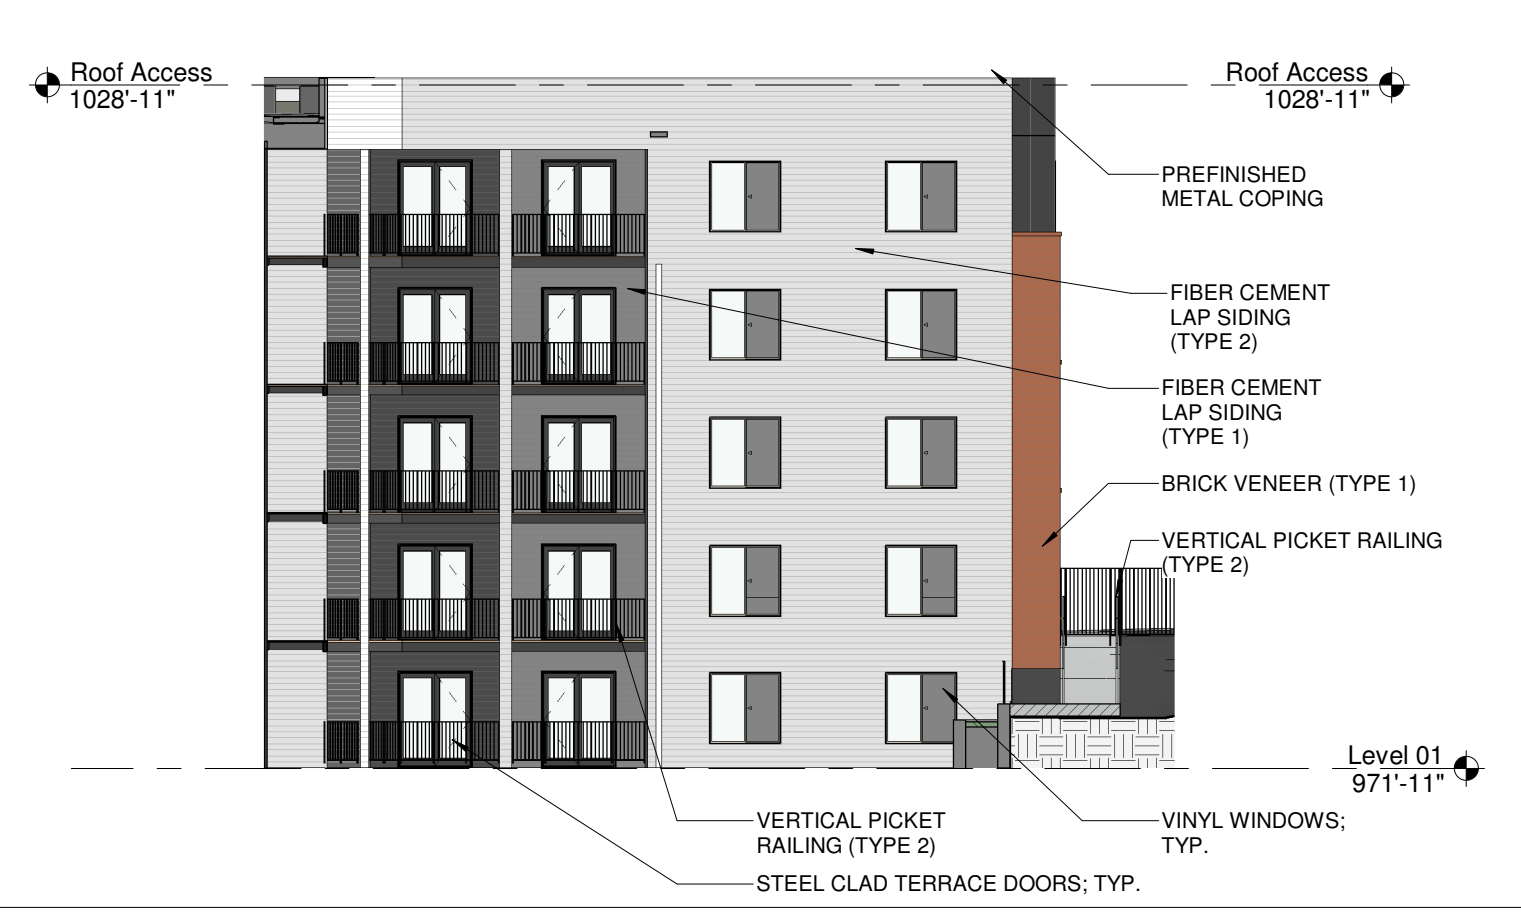 Roof Access
1028'-11"
Roof Access
1028'-11"
PREFINISHED
METAL COPING
FIBER CEMENT
LAP SIDING
(TYPE 2)
FIBER CEMENT
LAP SIDING
(TYPE 1)
BRICK VENEER (TYPE 1)
VERTICAL PICKET RAILING
(TYPE 2)
Level 01
971'-11"
VERTICAL PICKET
RAILING (TYPE 2)
VINYL WINDOWS;
TYP.
STEEL CLAD TERRACE DOORS; TYP.